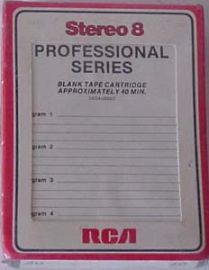 Stereo 8
PROFESSIONAL
SERIES
BLANK TAPE CARTRIDGE
APPROXIMATELY 40 MIN.
gram 1
gram 2
gram 3
gram 4
RCA